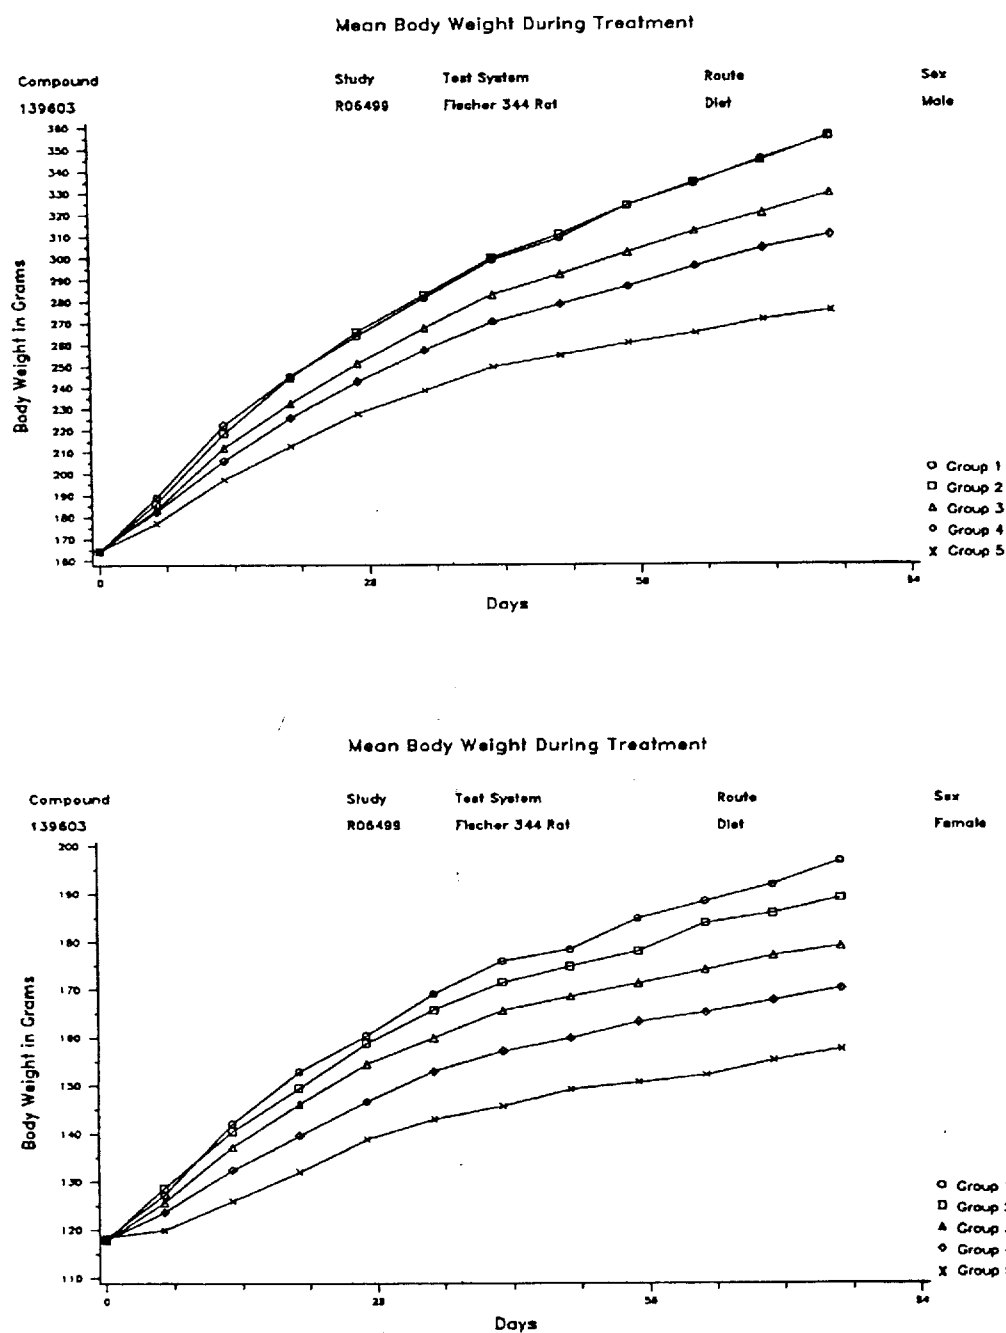 Mean Body Weight During Treatment
Compound Study Test System Route Sex
139603 R06499 Fischer 344 Rat Diet Male
360
350
340
330
320
310
300
290
280
270
260
250
240
230
220
210
200
190
180
170
160
Body Weight in Grams
Group 1
Group 2
Group 3
Group 4
Group 5
0 28 56 84
Days
Mean Body Weight During Treatment
Compound Study Test System Route Sex
139603 R06499 Fischer 344 Rat Diet Female
200
190
180
170
160
150
140
130
120
110
Body Weight in Grams
Group
Group
Group
Group
Group
0 28 56 84
Days